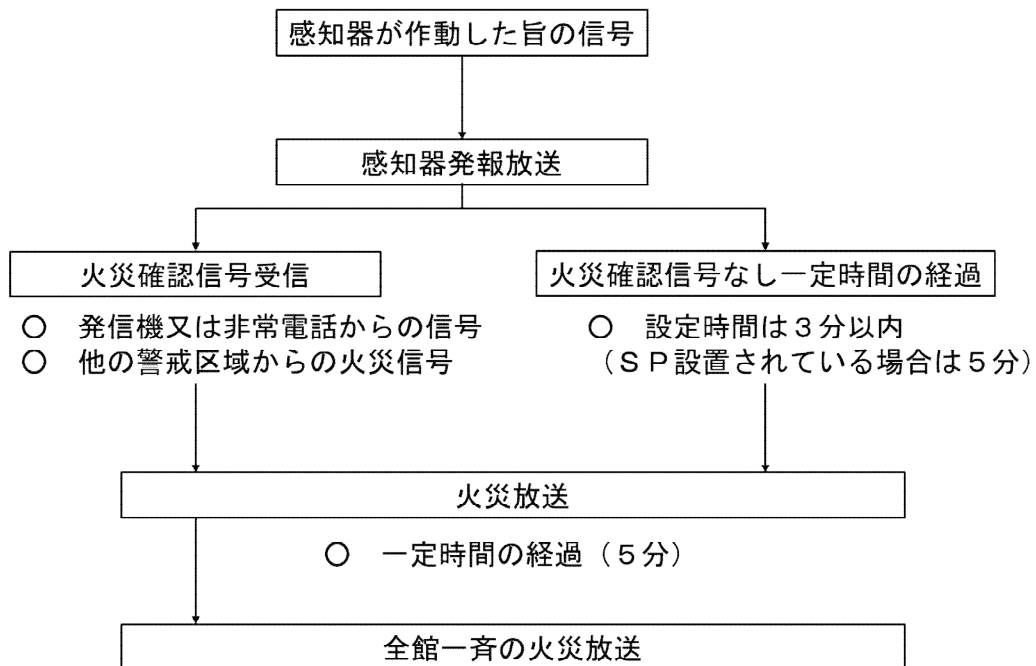 感知器が作動した旨の信号
感知器発報放送
火災確認信号受信
○ 発信機又は非常電話からの信号
○ 他の警戒区域からの火災信号
火災確認信号なし一定時間の経過
○ 設定時間は3分以内
(SP設置されている場合は5分)
火災放送
○ 一定時間の経過(5分)
全館一斉の火災放送